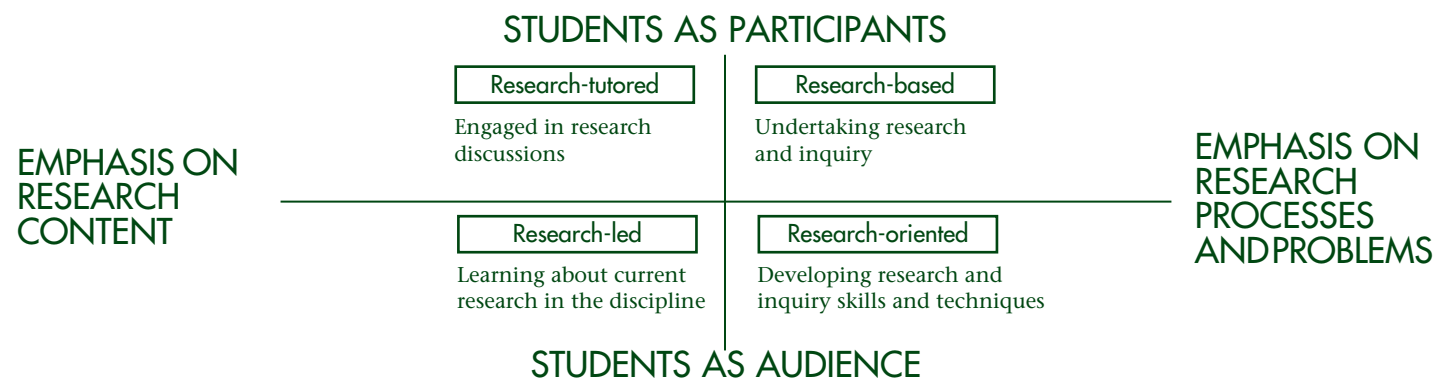 STUDENTS AS PARTICIPANTS
Research-tutored
Engaged in research
discussions
Research-based
Undertaking research
and inquiry
EMPHASIS ON
RESEARCH
CONTENT
EMPHASIS ON
RESEARCH
PROCESSES
AND PROBLEMS
Research-led
Learning about current
research in the discipline
Research-oriented
Developing research and
inquiry skills and techniques
STUDENTS AS AUDIENCE